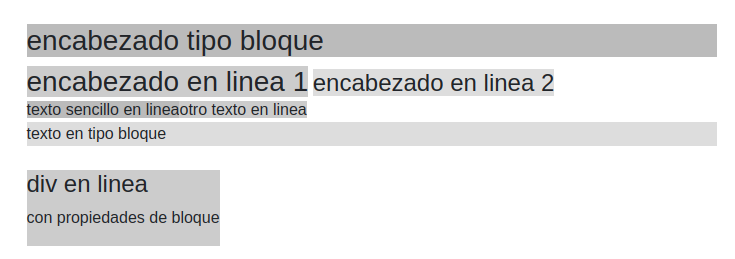 encabezado tipo bloque
encabezado en linea 1 encabezado en linea 2
texto sencillo en lineaotro texto en linea
texto en tipo bloque
div en linea
con propiedades de bloque